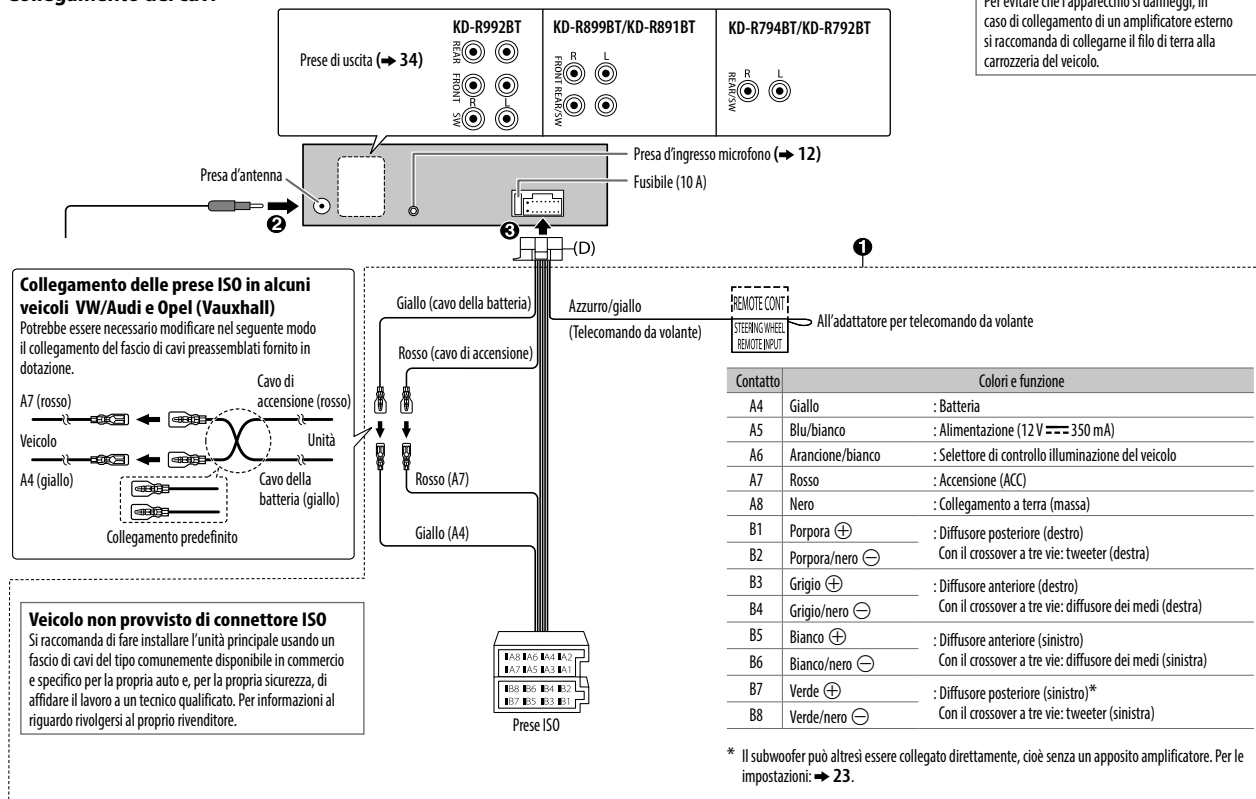 Per evitare che l'apparecchio si danneggi, in
caso di collegamento di un amplificatore esterno
si raccomanda di collegarne il filo di terra alla
carrozzeria del veicolo.
KD-R992BT
KD-R899BT/KD-R891BT
KD-R794BT/KD-R792BT
Prese di uscita (➜ 34)
REAR
FRONT
R L
SW
R L
FRONT
REAR/SW
R L
REAR/SW
Presa d'antenna
Presa d'ingresso microfono (➜ 12)
Fusibile (10 A)
❷
❸
(D)
❶
Collegamento delle prese ISO in alcuni
veicoli VW/Audi e Opel (Vauxhall)
Potrebbe essere necessario modificare nel seguente modo
il collegamento del fascio di cavi preassemblati fornito in
dotazione.
A7 (rosso)
Cavo di
accensione (rosso)
Veicolo
Unità
A4 (giallo)
Cavo della
batteria (giallo)
Collegamento predefinito
Giallo (cavo della batteria)
Rosso (cavo di accensione)
Rosso (A7)
Giallo (A4)
Azzurro/giallo
(Telecomando da volante)
REMOTE CONT
STEERING WHEEL
REMOTE INPUT
All'adattatore per telecomando da volante
Veicolo non provvisto di connettore ISO
Si raccomanda di fare installare l'unità principale usando un
fascio di cavi del tipo comunemente disponibile in commercio
e specifico per la propria auto e, per la propria sicurezza, di
affidare il lavoro a un tecnico qualificato. Per informazioni al
riguardo rivolgersi al proprio rivenditore.
A8 A6 A4 A2
A7 A5 A3 A1
B8 B6 B4 B2
B7 B5 B3 B1
Prese ISO
Contatto Colori e funzione
A4 Giallo : Batteria
A5 Blu/bianco : Alimentazione (12 V ⎓ 350 mA)
A6 Arancione/bianco : Selettore di controllo illuminazione del veicolo
A7 Rosso : Accensione (ACC)
A8 Nero : Collegamento a terra (massa)
B1 Porpora ⊕ : Diffusore posteriore (destro)
B2 Porpora/nero ⊖ Con il crossover a tre vie: tweeter (destra)
B3 Grigio ⊕ : Diffusore anteriore (destro)
B4 Grigio/nero ⊖ Con il crossover a tre vie: diffusore dei medi (destra)
B5 Bianco ⊕ : Diffusore anteriore (sinistro)
B6 Bianco/nero ⊖ Con il crossover a tre vie: diffusore dei medi (sinistra)
B7 Verde ⊕ : Diffusore posteriore (sinistro)*
B8 Verde/nero ⊖ Con il crossover a tre vie: tweeter (sinistra)
* Il subwoofer può altresì essere collegato direttamente, cioè senza un apposito amplificatore. Per le
impostazioni: ➜ 23.